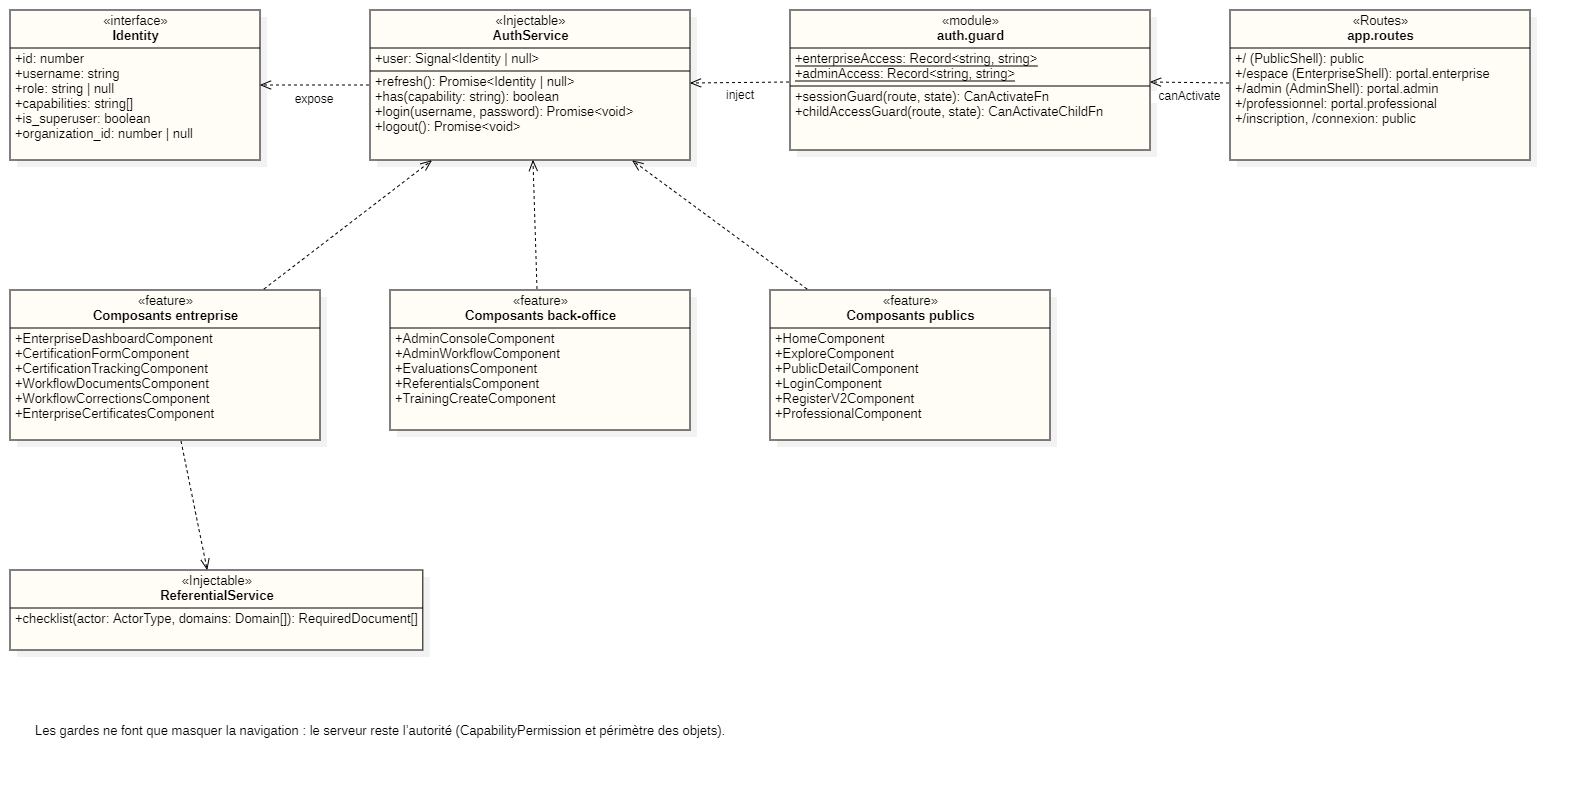 «interface»
Identity
+id: number
+username: string
+role: string | null
+capabilities: string[]
+is_superuser: boolean
+organization_id: number | null
expose
«Injectable»
AuthService
+user: Signal<Identity | null>
+refresh(): Promise<Identity | null>
+has(capability: string): boolean
+login(username, password): Promise<void>
+logout(): Promise<void>
inject
«module»
auth.guard
+enterpriseAccess: Record<string, string>
+adminAccess: Record<string, string>
+sessionGuard(route, state): CanActivateFn
+childAccessGuard(route, state): CanActivateChildFn
canActivate
«Routes»
app.routes
+/ (PublicShell): public
+/espace (EnterpriseShell): portal.enterprise
+/admin (AdminShell): portal.admin
+/professionnel: portal.professional
+/inscription, /connexion: public
«feature»
Composants entreprise
+EnterpriseDashboardComponent
+CertificationFormComponent
+CertificationTrackingComponent
+WorkflowDocumentsComponent
+WorkflowCorrectionsComponent
+EnterpriseCertificatesComponent
«feature»
Composants back-office
+AdminConsoleComponent
+AdminWorkflowComponent
+EvaluationsComponent
+ReferentialsComponent
+TrainingCreateComponent
«feature»
Composants publics
+HomeComponent
+ExploreComponent
+PublicDetailComponent
+LoginComponent
+RegisterV2Component
+ProfessionalComponent
«Injectable»
ReferentialService
+checklist(actor: ActorType, domains: Domain[]): RequiredDocument[]
Les gardes ne font que masquer la navigation : le serveur reste l'autorité (CapabilityPermission et périmètre des objets).